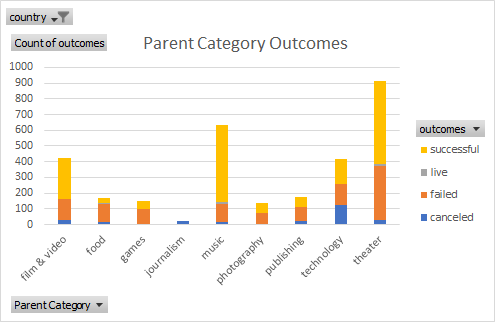 country
Count of outcomes
Parent Category Outcomes
1000
900
800
700
600
500
400
300
200
100
0
film & video
food
games
journalism
music
photography
publishing
technology
theater
outcomes
successful
live
failed
canceled
Parent Category